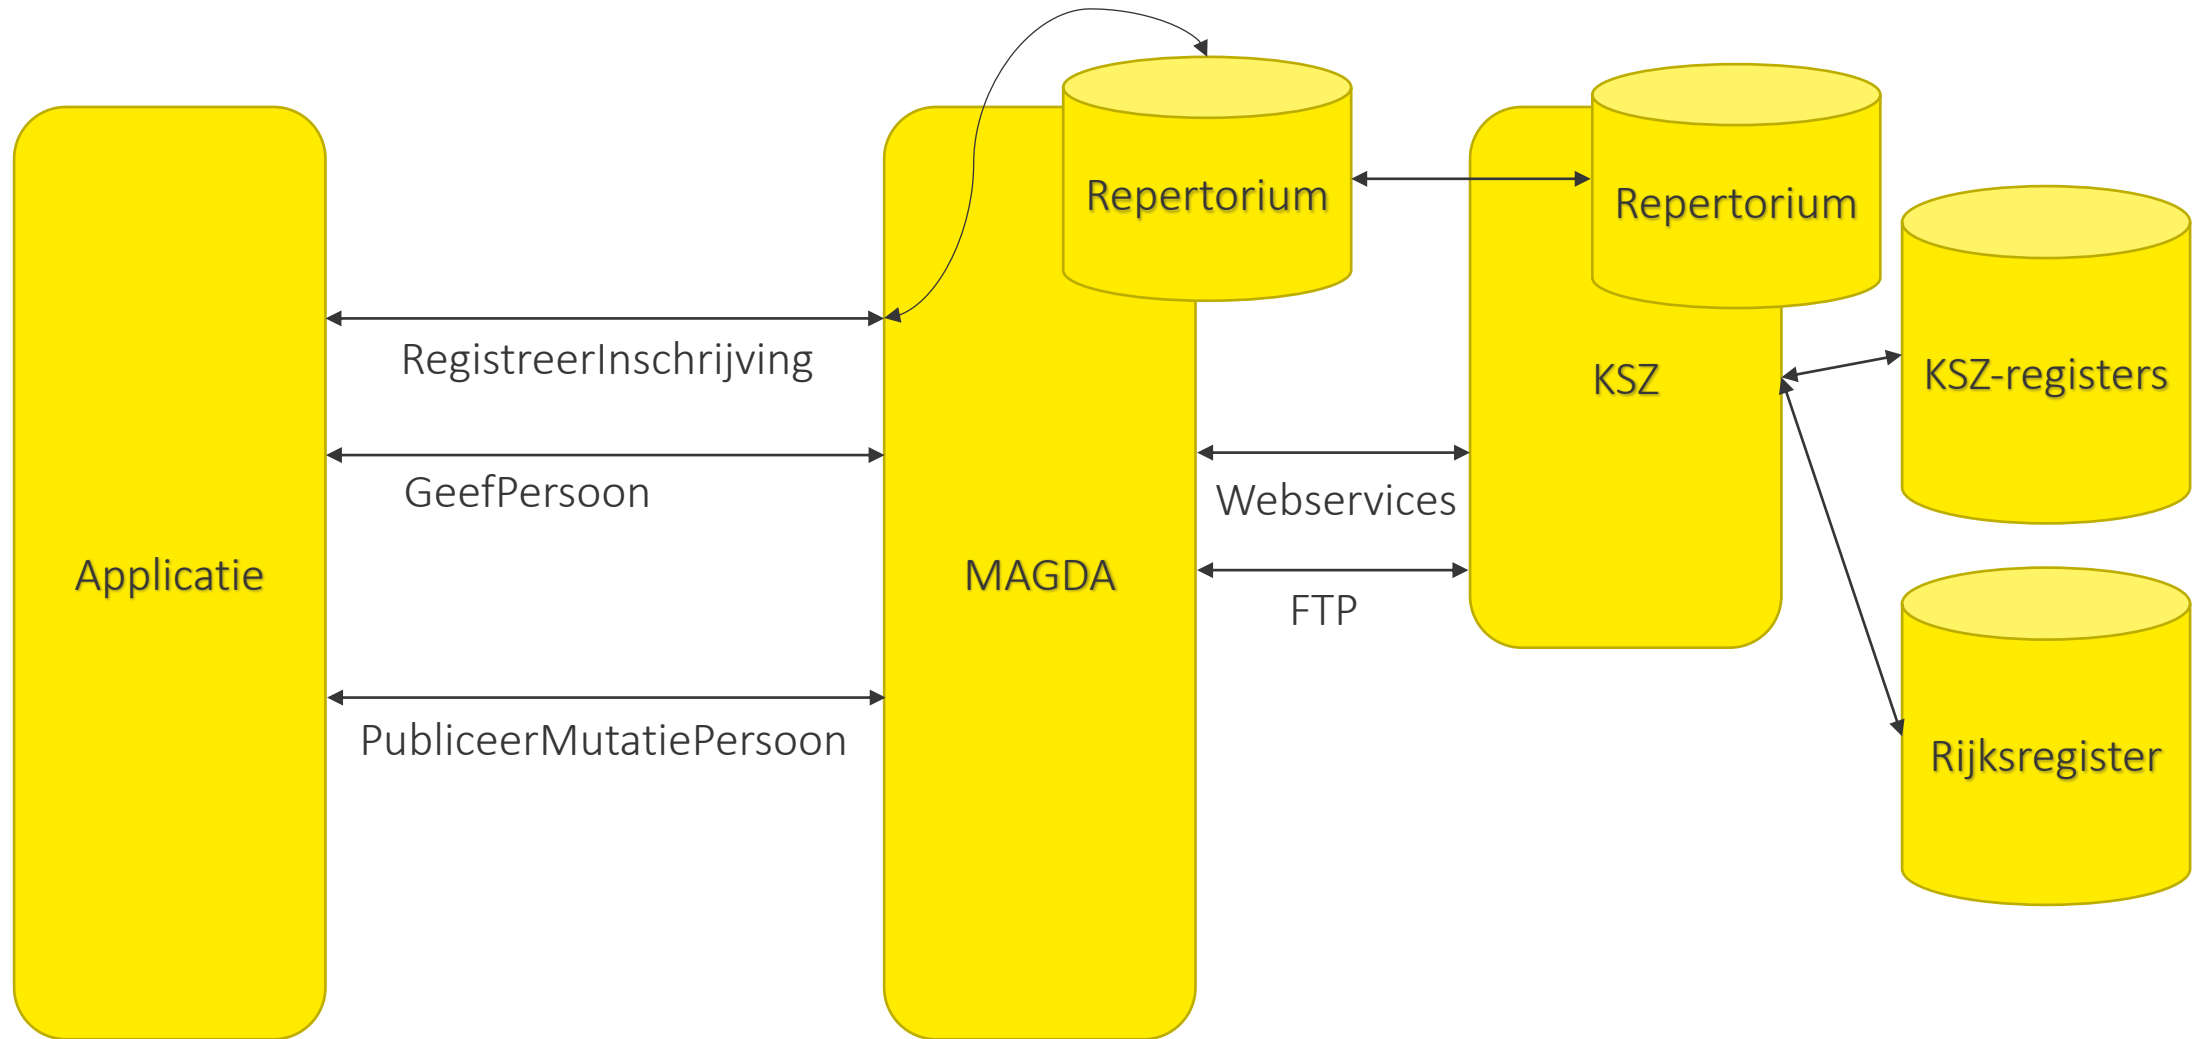 Repertorium
Repertorium
RegistreerInschrijving
KSZ
KSZ-registers
GeefPersoon
Webservices
Applicatie
MAGDA
FTP
PubliceerMutatiePersoon
Rijksregister